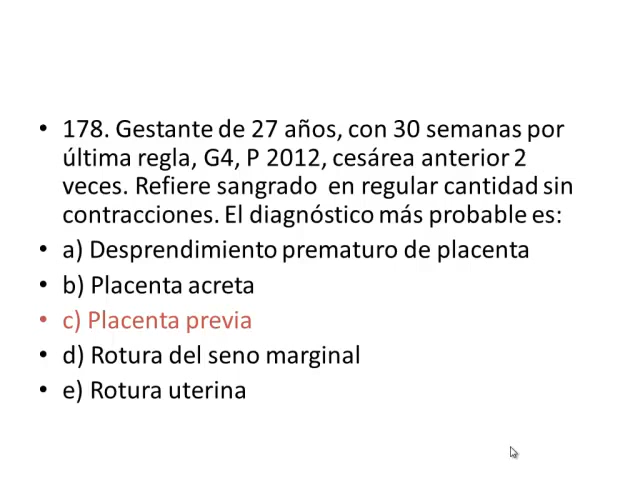 • 178. Gestante de 27 años, con 30 semanas por
última regla, G4, P 2012, cesárea anterior 2
veces. Refiere sangrado en regular cantidad sin
contracciones. El diagnóstico más probable es:
• a) Desprendimiento prematuro de placenta
• b) Placenta acreta
• c) Placenta previa
• d) Rotura del seno marginal
• e) Rotura uterina